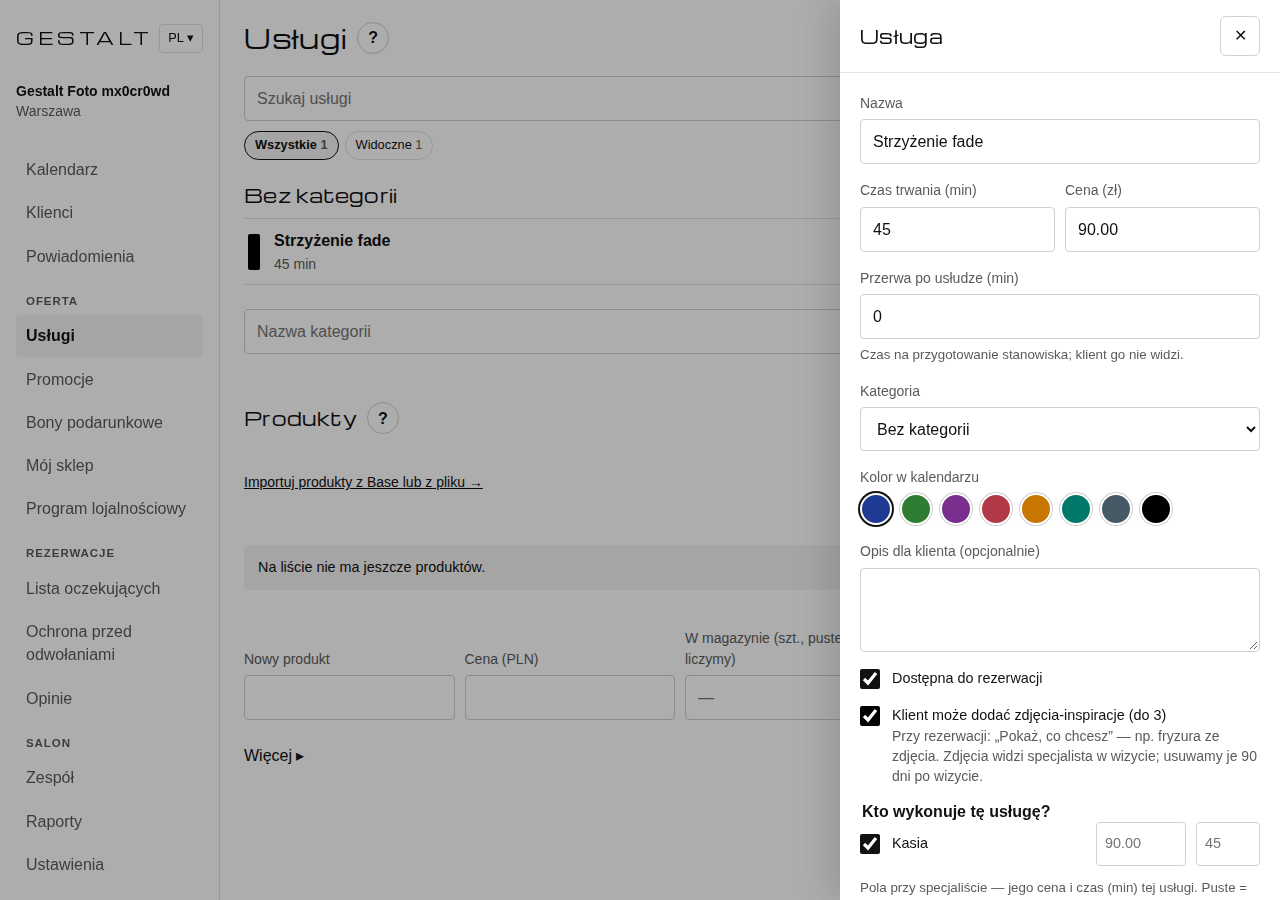 GESTALT
PL ▾
Gestalt Foto mx0cr0wd
Warszawa
Kalendarz
Klienci
Powiadomienia
OFERTA
Usługi
Promocje
Bony podarunkowe
Mój sklep
Program lojalnościowy
REZERWACJE
Lista oczekujących
Ochrona przed
odwołaniami
Opinie
SALON
Zespół
Raporty
Ustawienia
Usługi
?
Szukaj usługi
Wszystkie 1
Widoczne 1
Bez kategorii
Strzyżenie fade
45 min
Nazwa kategorii
Produkty
?
Importuj produkty z Base lub z pliku →
Na liście nie ma jeszcze produktów.
Nowy produkt
Cena (PLN)
W magazynie (szt., puste
liczymy)
—
Więcej ▸
Usługa
✕
Nazwa
Strzyżenie fade
Czas trwania (min)
Cena (zł)
45
90.00
Przerwa po usłudze (min)
0
Czas na przygotowanie stanowiska; klient go nie widzi.
Kategoria
Bez kategorii
Kolor w kalendarzu
Opis dla klienta (opcjonalnie)
Dostępna do rezerwacji
Klient może dodać zdjęcia-inspiracje (do 3)
Przy rezerwacji: „Pokaż, co chcesz” — np. fryzura ze
zdjęcia. Zdjęcia widzi specjalista w wizycie; usuwamy je 90
dni po wizycie.
Kto wykonuje tę usługę?
Kasia
90.00
45
Pola przy specjaliście — jego cena i czas (min) tej usługi. Puste =